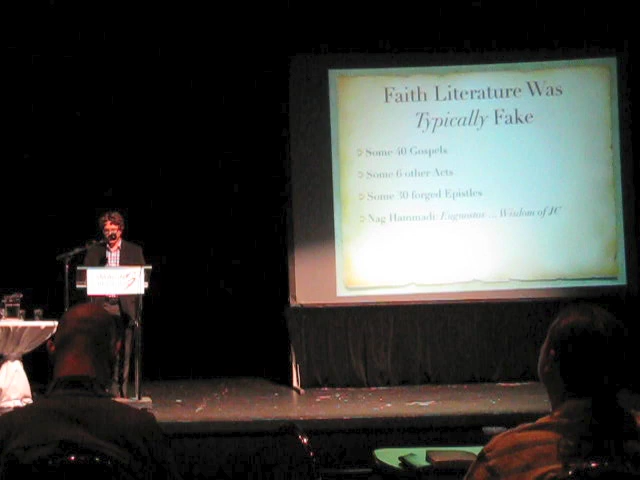 Faith Literature Was
Typically Fake
Some 40 Gospels
Some 6 other Acts
Some 30 forged Epistles
Nag Hammadi: Eugnostos ... Wisdom of JC